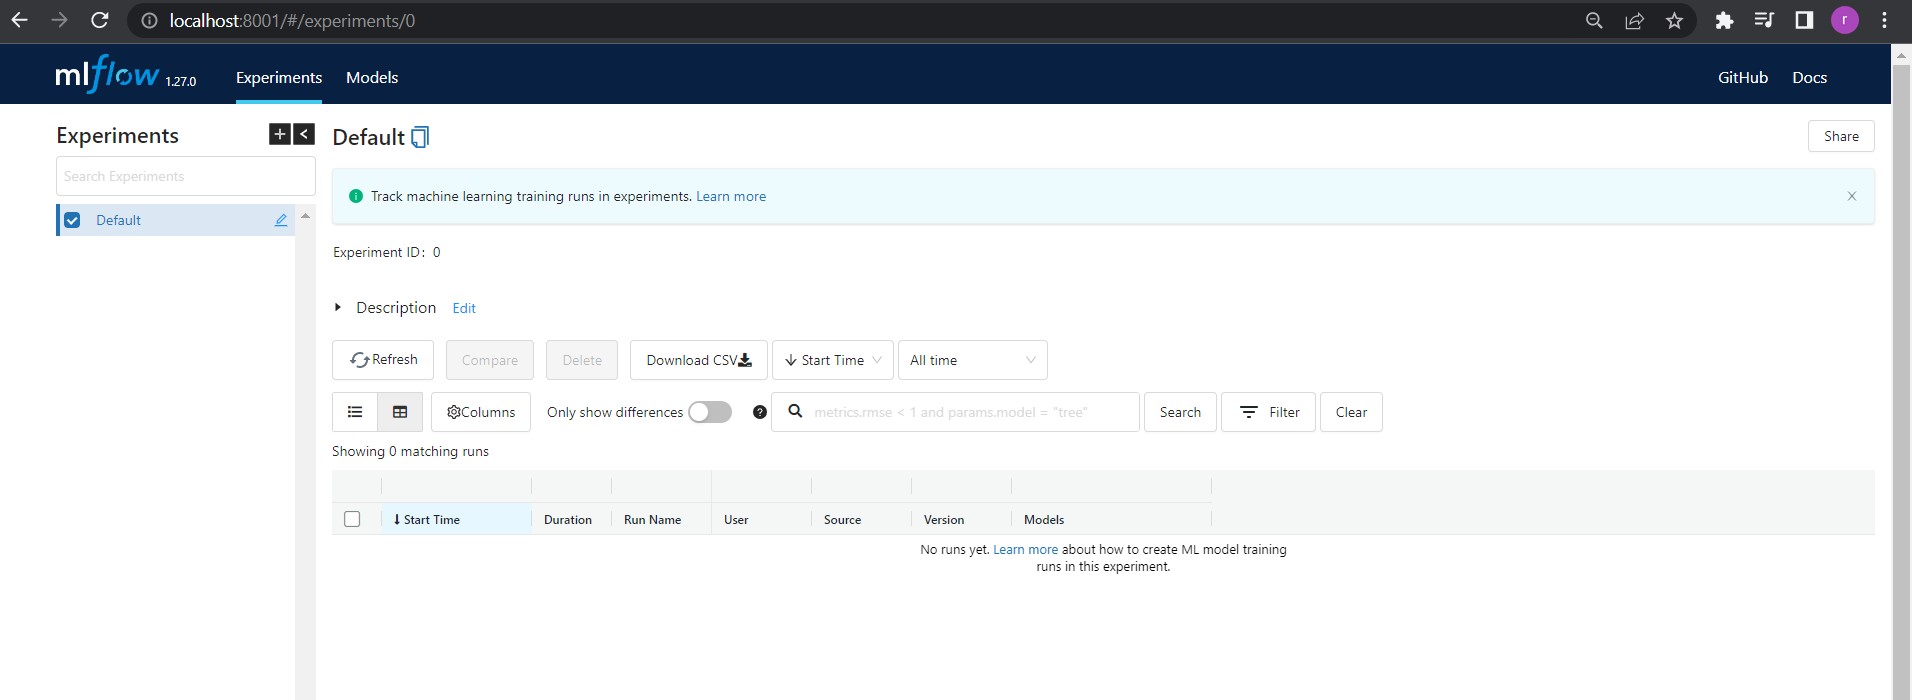 localhost:8001/#/experiments/0
r
mlflow 1.27.0 Experiments Models GitHub Docs
Experiments
Search Experiments
Default
Default
Share
Track machine learning training runs in experiments. Learn more
Experiment ID: 0
Description Edit
Refresh Compare Delete Download CSV Start Time All time
Columns Only show differences metrics.rmse < 1 and params.model = "tree" Search Filter Clear
Showing 0 matching runs
Start Time Duration Run Name User Source Version Models
No runs yet. Learn more about how to create ML model training
runs in this experiment.